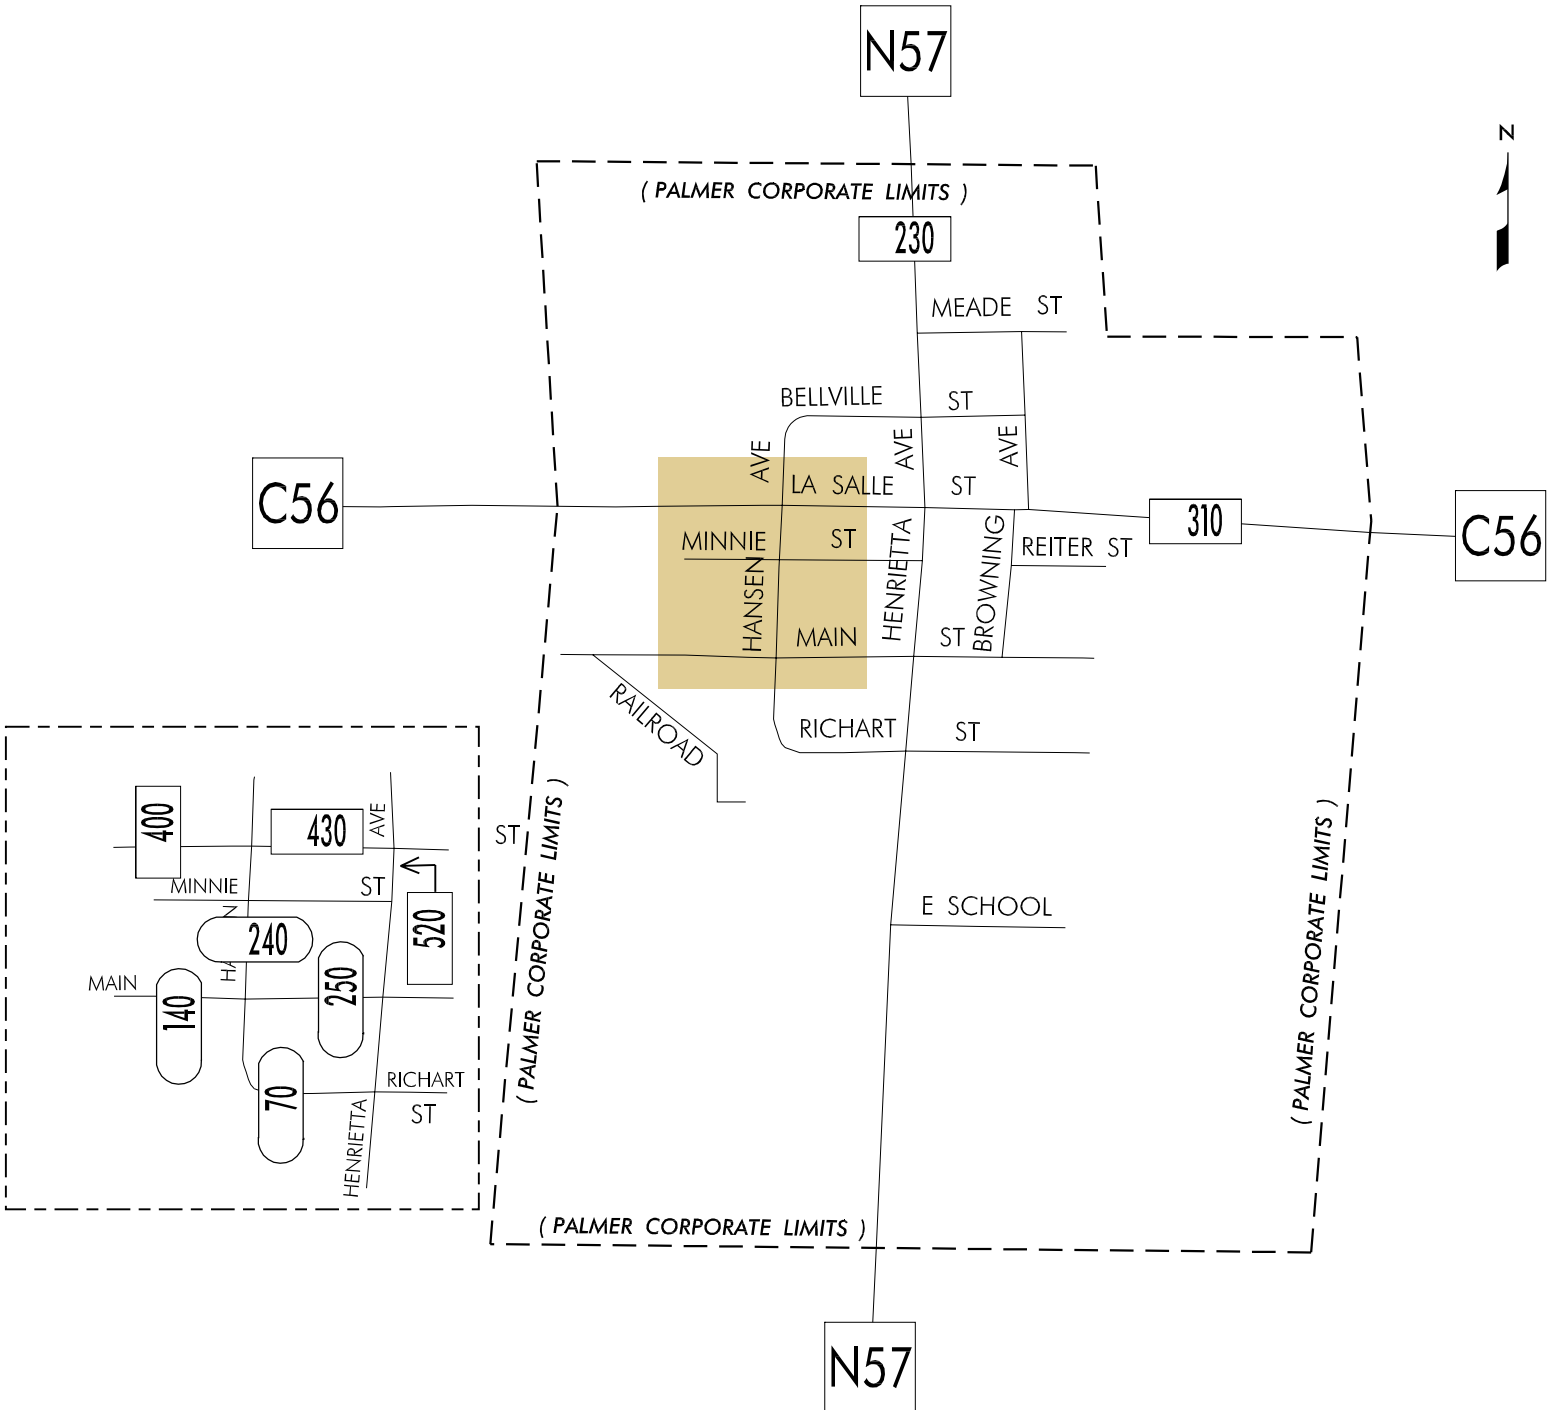 N57
N
( PALMER CORPORATE LIMITS )
230
MEADE ST
BELLVILLE ST
AVE
AVE
AVE
LA SALLE ST
C56
310
C56
MINNIE ST
HANSEN
HENRIETTA
BROWNING
REITER ST
MAIN ST
RAILROAD
RICHART ST
ST
( PALMER CORPORATE LIMITS )
( PALMER CORPORATE LIMITS )
E SCHOOL
400
430
AVE
MINNIE ST
520
240
250
MAIN
140
70
RICHART
ST
HENRIETTA
( PALMER CORPORATE LIMITS )
N57